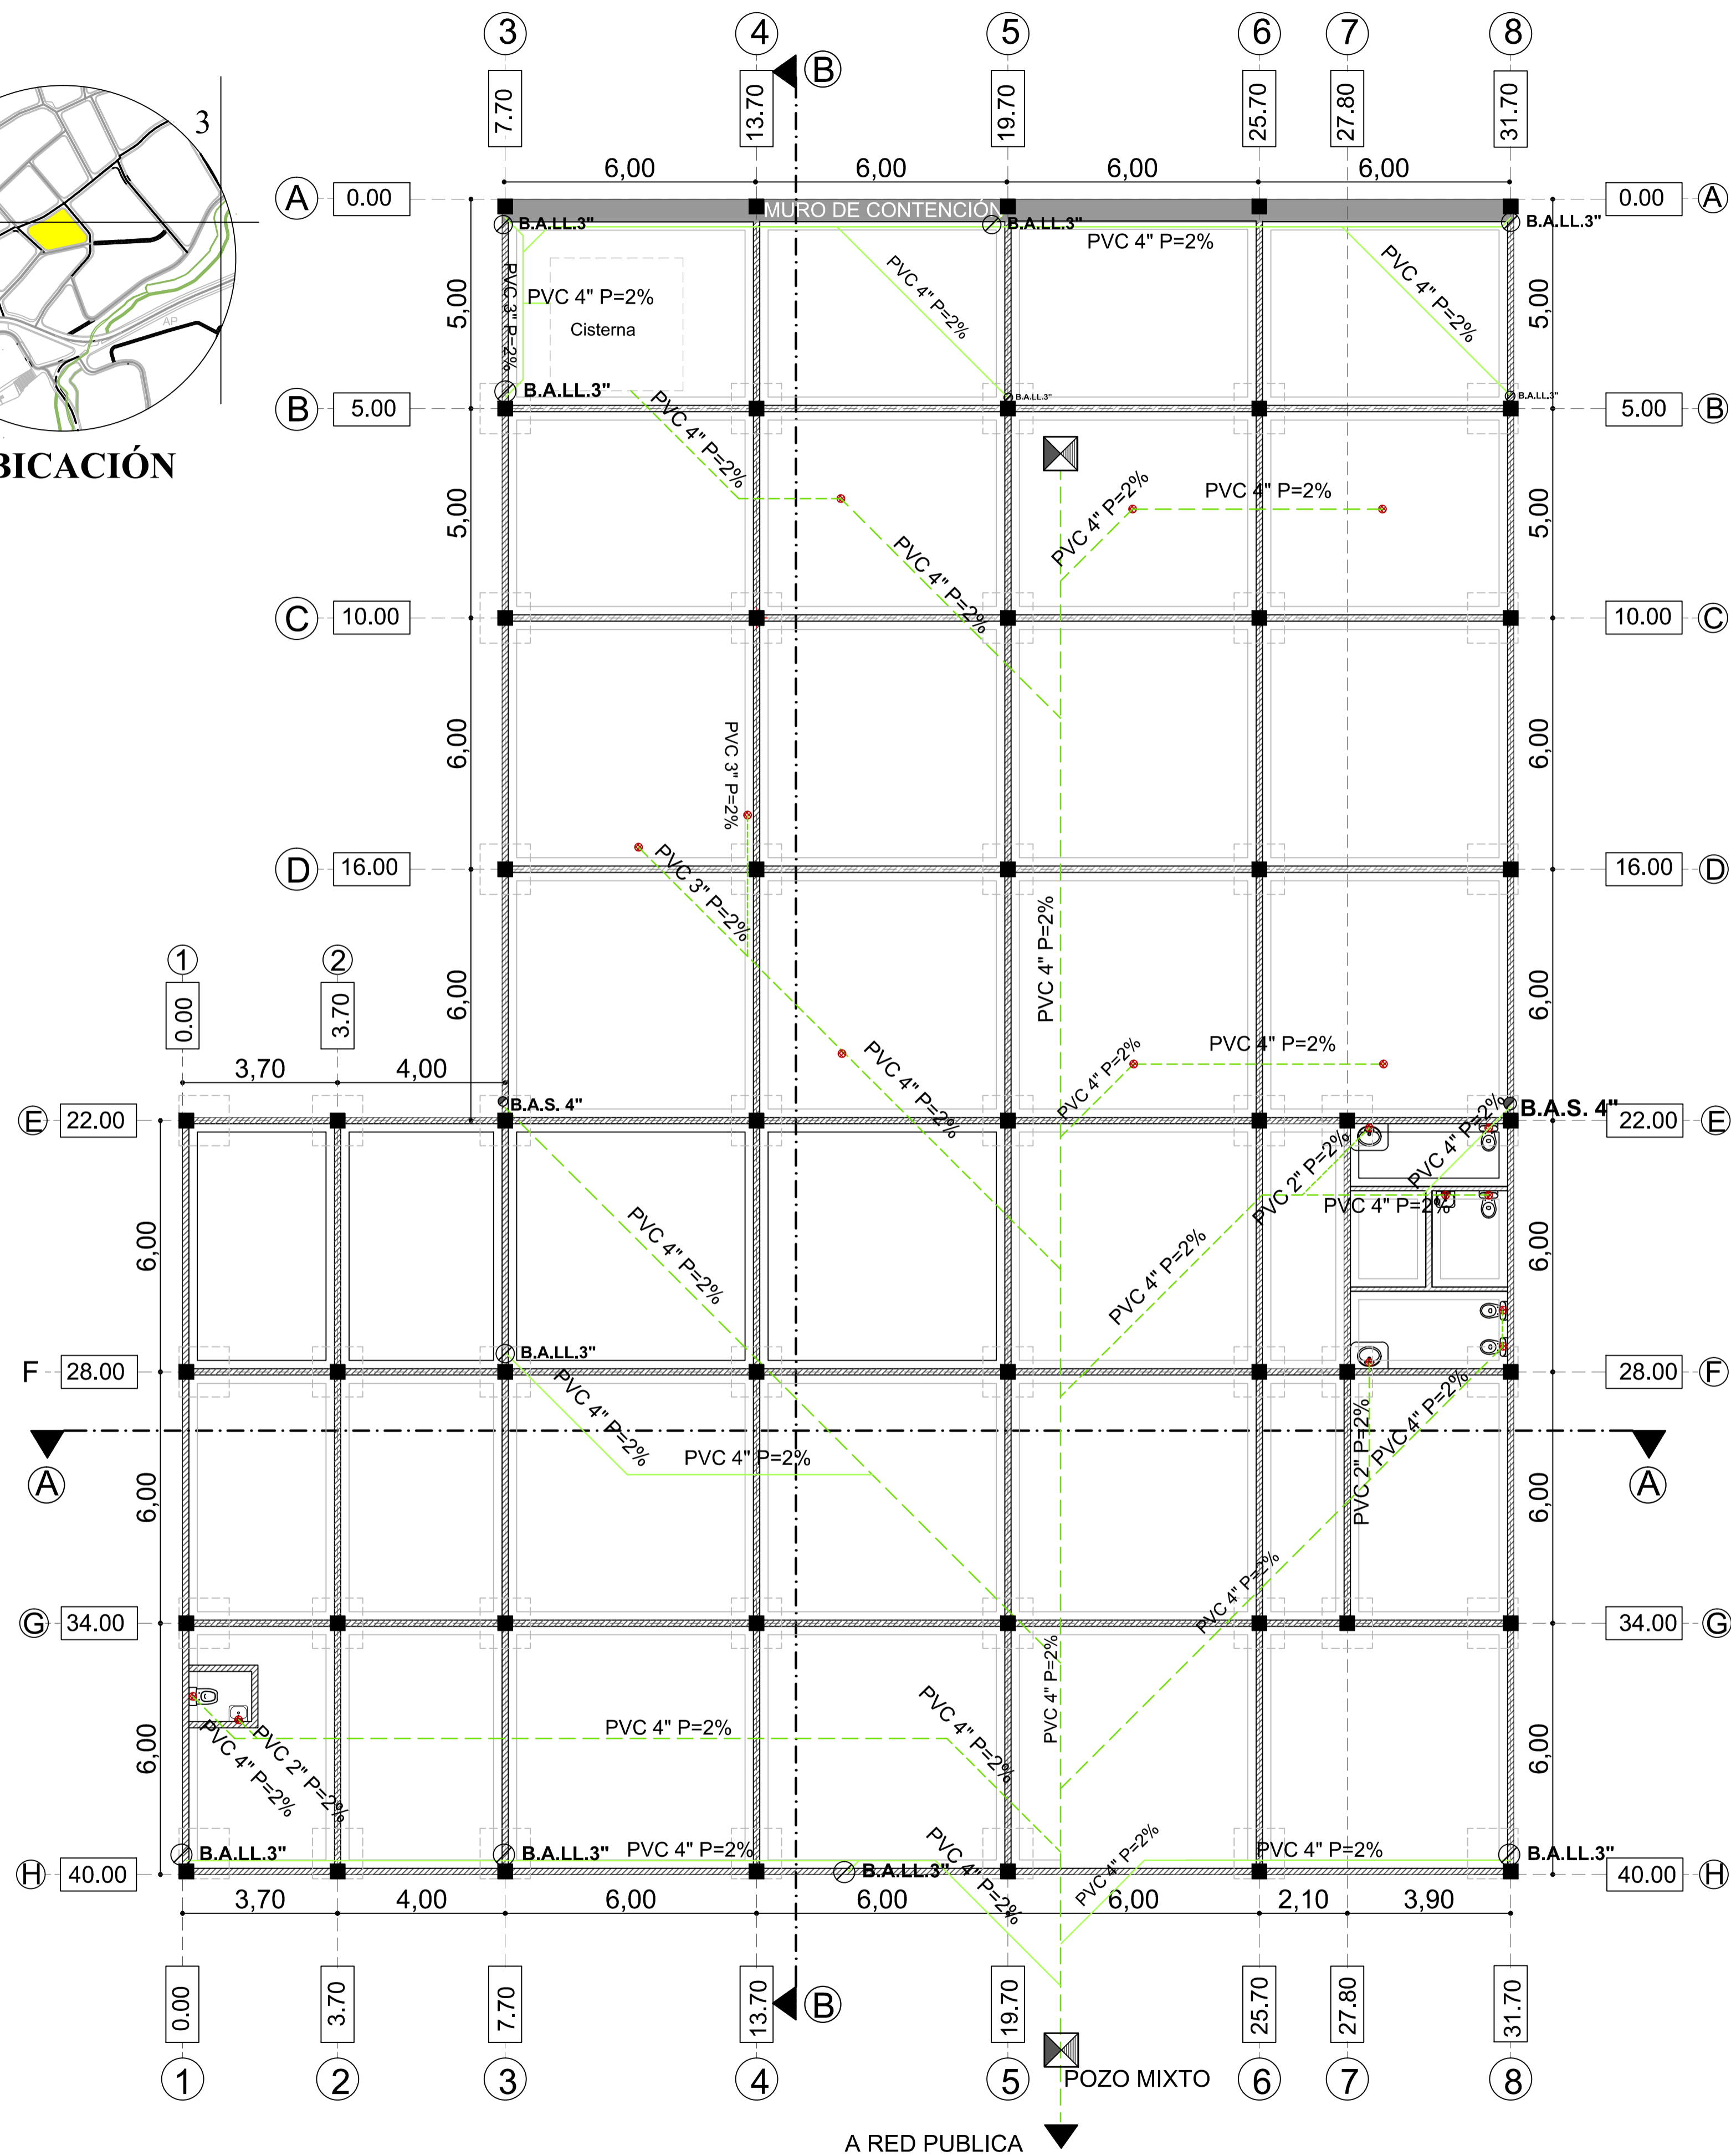 3
4
5
6
7
8
B
7.70
13.70
19.70
25.70
27.80
31.70
3
6,00
6,00
6,00
6,00
A
0.00
MURO DE CONTENCIÓN
0.00
A
B.A.LL.3"
B.A.LL.3"
B.A.LL.3"
PVC 4" P=2%
PVC 4" P=2%
PVC 4" P=2%
PVC 3" P=2%
PVC 4" P=2%
Cisterna
5,00
5,00
AP
B.A.LL.3"
B.A.LL.3"
B.A.LL.3"
B
5.00
5.00
B
BICACIÓN
PVC 4" P=2%
PVC 4" P=2%
PVC 4" P=2%
5,00
5,00
PVC 4" P=2%
C
10.00
10.00
C
6,00
PVC 3" P=2%
6,00
D
16.00
PVC 3" P=2%
16.00
D
PVC 4" P=2%
1
2
6,00
6,00
0.00
3.70
3,70
4,00
PVC 4" P=2%
PVC 4" P=2%
PVC 4" P=2%
B.A.S. 4"
B.A.S. 4"
E
22.00
22.00
E
PVC 2" P=2%
PVC 4" P=2%
PVC 4" P=2%
6,00
PVC 4" P=2%
PVC 4" P=2%
6,00
B.A.LL.3"
F
28.00
28.00
F
PVC 4" P=2%
PVC 4" P=2%
PVC 2" P=2%
PVC 4" P=2%
A
A
6,00
6,00
PVC 4" P=2%
G
34.00
34.00
G
PVC 4" P=2%
PVC 4" P=2%
PVC 4" P=2%
6,00
PVC 4" P=2%
PVC 2" P=2%
6,00
B.A.LL.3"
B.A.LL.3"
PVC 4" P=2%
B.A.LL.3"
PVC 4" P=2%
PVC 4" P=2%
PVC 4" P=2%
B.A.LL.3"
H
40.00
40.00
H
3,70
4,00
6,00
6,00
6,00
2,10
3,90
0.00
3.70
7.70
13.70
B
19.70
25.70
27.80
31.70
1
2
3
4
5
POZO MIXTO
6
7
8
A RED PUBLICA